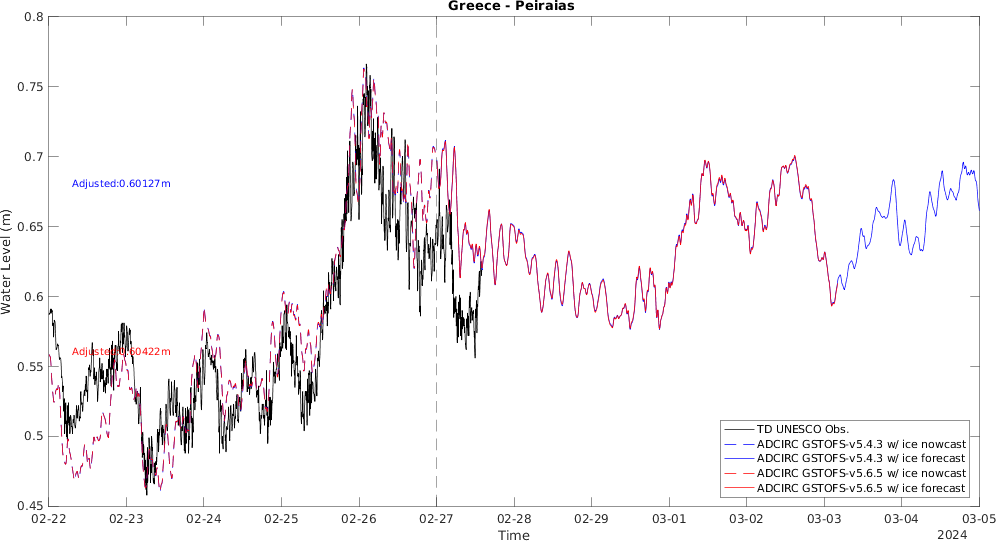 Greece - Peiraias
0.8
0.75
0.7
0.65
0.6
0.55
0.5
0.45
Water Level (m)
Adjusted:0.60127m
Adjusted:0.60422m
TD UNESCO Obs.
ADCIRC GSTOFS-v5.4.3 w/ ice nowcast
ADCIRC GSTOFS-v5.4.3 w/ ice forecast
ADCIRC GSTOFS-v5.6.5 w/ ice nowcast
ADCIRC GSTOFS-v5.6.5 w/ ice forecast
02-22 02-23 02-24 02-25 02-26 02-27 02-28 02-29 03-01 03-02 03-03 03-04 03-05
Time
2024